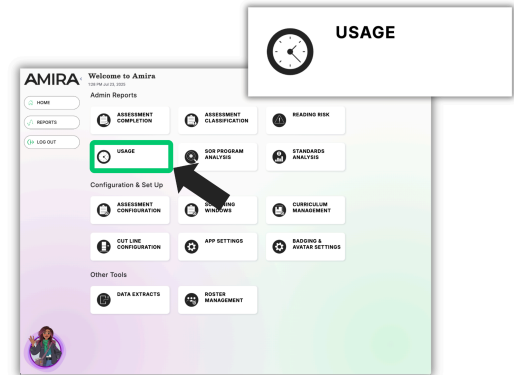 USAGE
AMIRA
Welcome to Amira
Admin Reports
HOME
REPORTS
LOG OUT
ASSESSMENT
COMPLETION
ASSESSMENT
CLASSIFICATION
READING RISK
USAGE
SOR PROGRAM
ANALYSIS
STANDARDS
ANALYSIS
Configuration & Set Up
ASSESSMENT
CONFIGURATION
WINDOWS
CURRICULUM
MANAGEMENT
CUT LINE
CONFIGURATION
APP SETTINGS
BADGING &
AVATAR SETTINGS
Other Tools
DATA EXTRACTS
ROSTER
MANAGEMENT